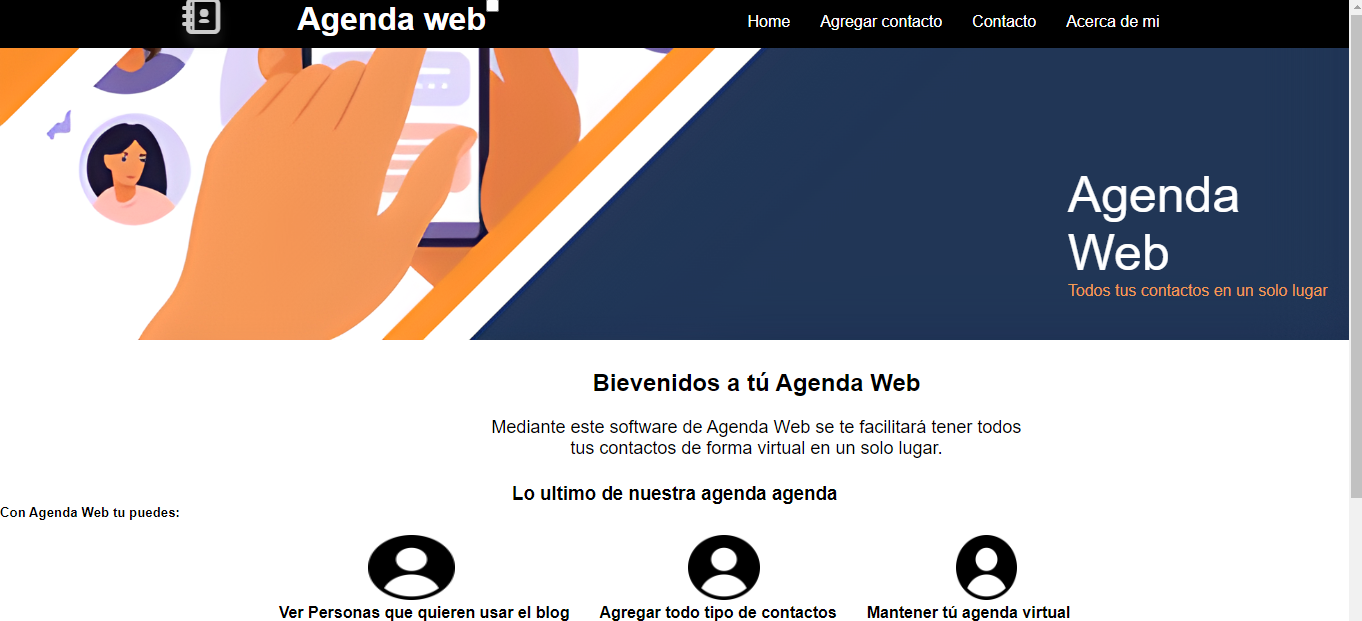 Agenda web
Home
Agregar contacto
Contacto
Acerca de mi
Agenda
Web
Todos tus contactos en un solo lugar
Bievenidos a tú Agenda Web
Mediante este software de Agenda Web se te facilitará tener todos
tus contactos de forma virtual en un solo lugar.
Lo ultimo de nuestra agenda agenda
Con Agenda Web tu puedes:
Ver Personas que quieren usar el blog
Agregar todo tipo de contactos
Mantener tú agenda virtual